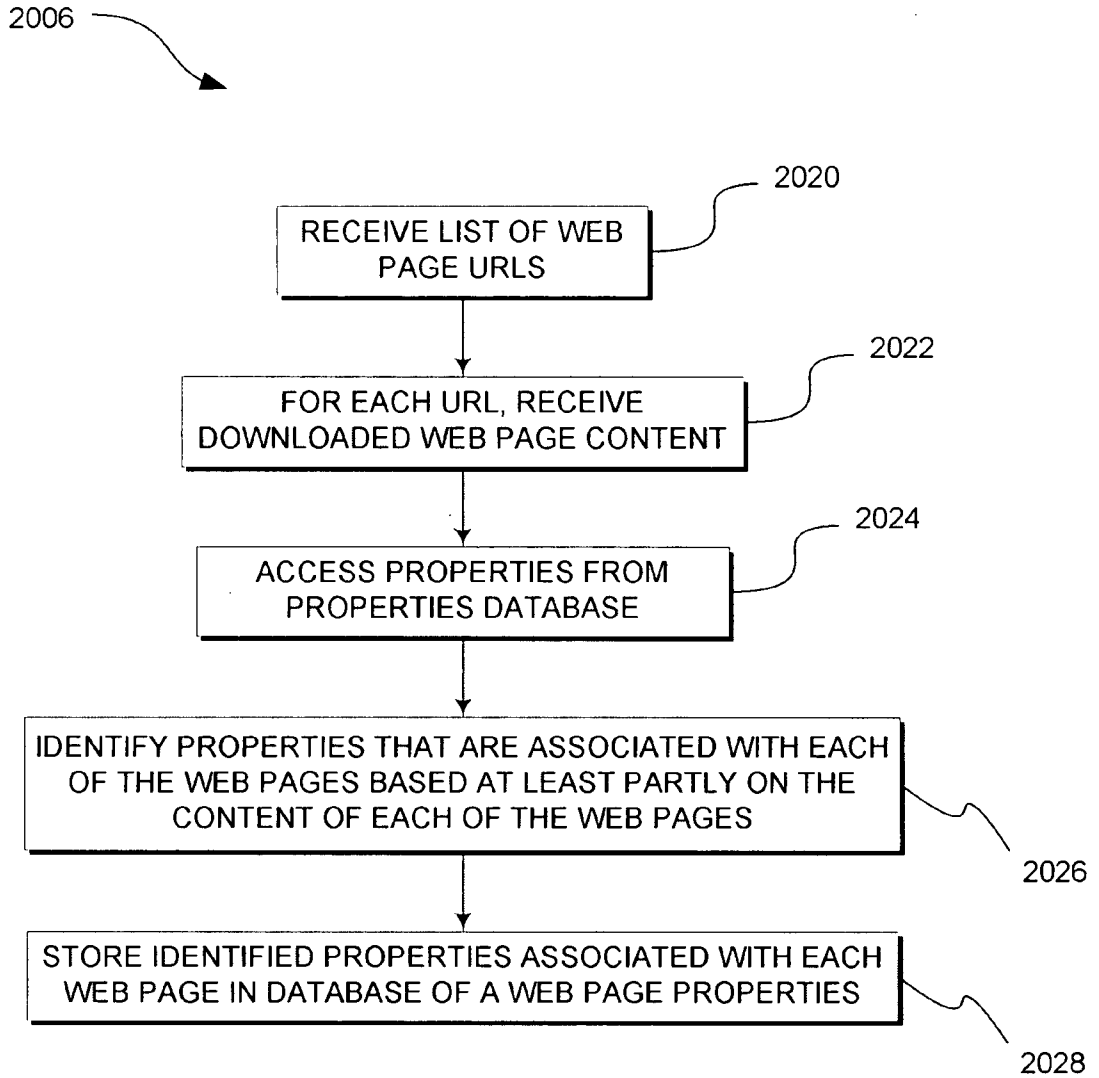 2006
2020
RECEIVE LIST OF WEB
PAGE URLS
2022
FOR EACH URL, RECEIVE
DOWNLOADED WEB PAGE CONTENT
2024
ACCESS PROPERTIES FROM
PROPERTIES DATABASE
IDENTIFY PROPERTIES THAT ARE ASSOCIATED WITH EACH
OF THE WEB PAGES BASED AT LEAST PARTLY ON THE
CONTENT OF EACH OF THE WEB PAGES
2026
STORE IDENTIFIED PROPERTIES ASSOCIATED WITH EACH
WEB PAGE IN DATABASE OF A WEB PAGE PROPERTIES
2028